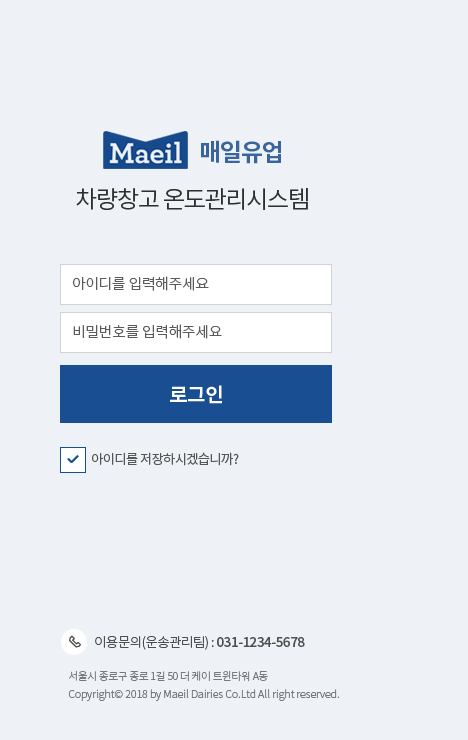 Maeil 매일유업
차량창고 온도관리시스템
아이디를 입력해주세요
비밀번호를 입력해주세요
로그인
아이디를 저장하시겠습니까?
이용문의(운송관리팀) : 031-1234-5678
서울시 종로구 종로 1길 50 더 케이 트윈타워 A동
Copyright© 2018 by Maeil Dairies Co.Ltd All right reserved.